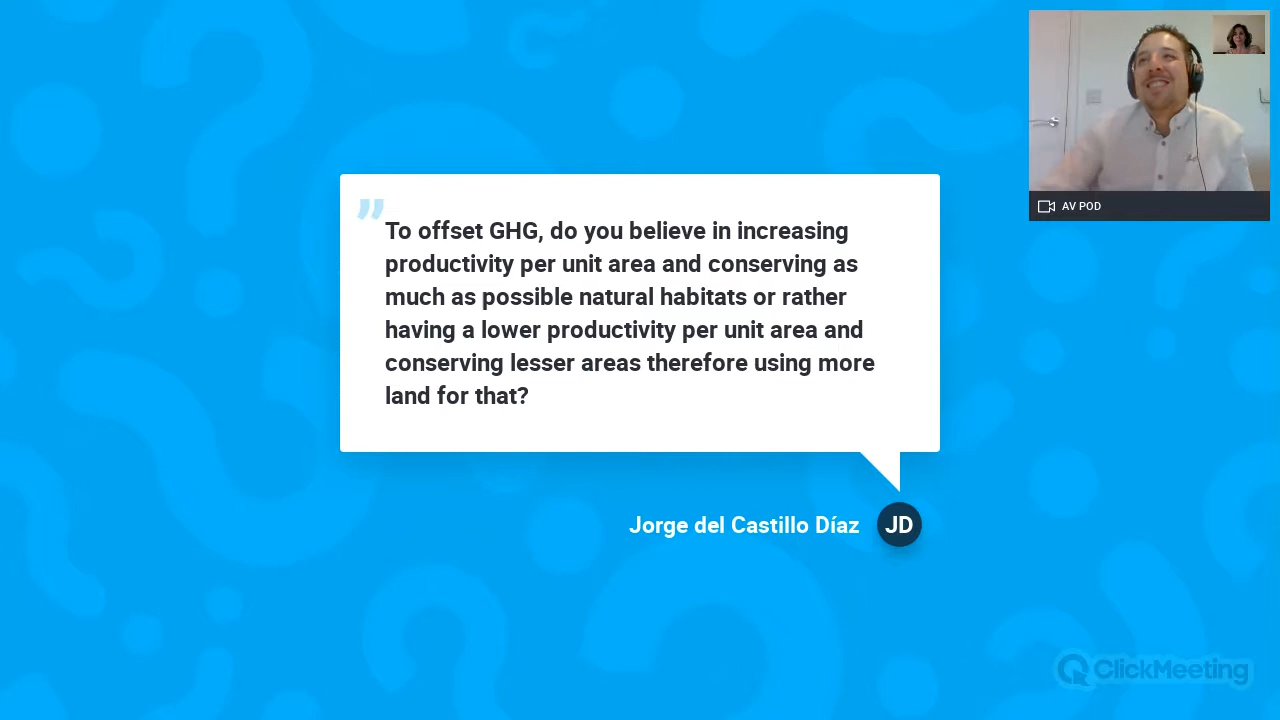 AV POD
”
To offset GHG, do you believe in increasing
productivity per unit area and conserving as
much as possible natural habitats or rather
having a lower productivity per unit area and
conserving lesser areas therefore using more
land for that?
Jorge del Castillo Díaz JD
ClickMeeting